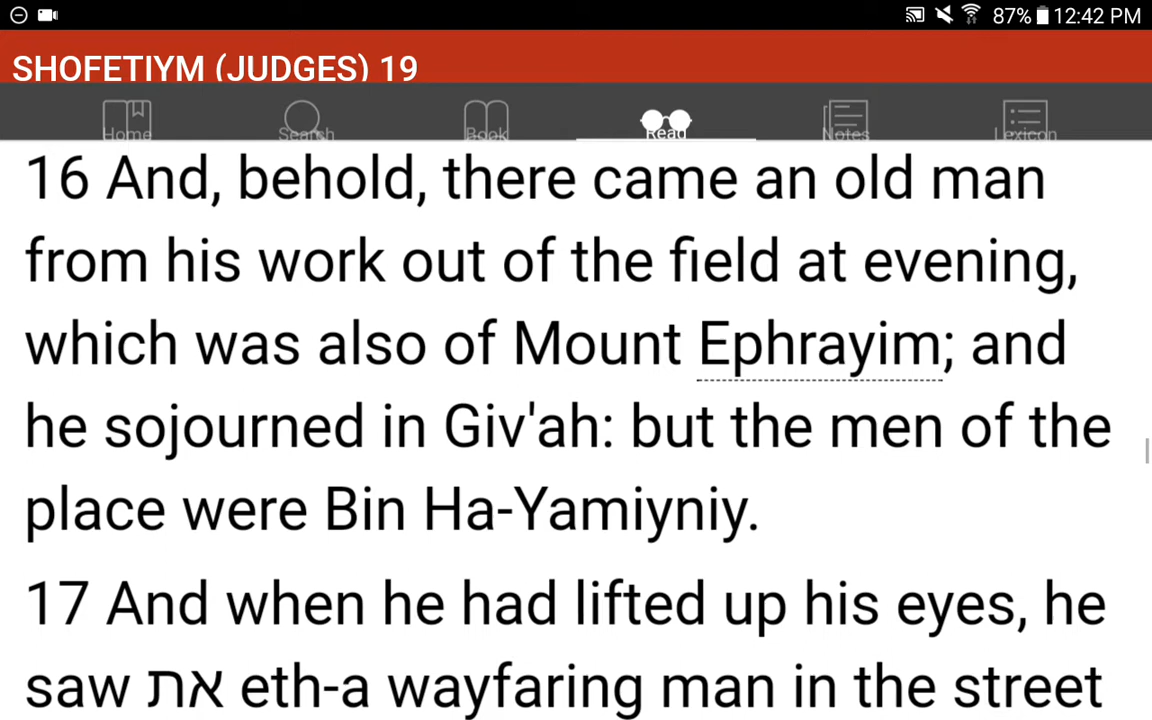 87% 12:42 PM
SHOFETIYM (JUDGES) 19
Home Search Book Read Notes Lexicon
16 And, behold, there came an old man
from his work out of the field at evening,
which was also of Mount Ephrayim; and
he sojourned in Giv'ah: but the men of the
place were Bin Ha-Yamiyniy.
17 And when he had lifted up his eyes, he
saw את eth-a wayfaring man in the street